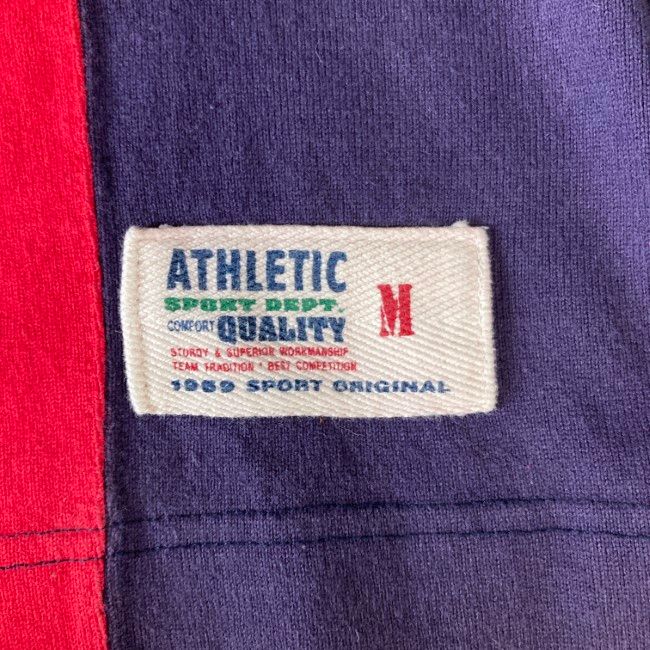 ATHLETIC
SPORT DEPT.
COMFORT QUALITY
M
STURDY & SUPERIOR WORKMANSHIP
TEAM TRADITION * BEST COMPETITION
1989 SPORT ORIGINAL